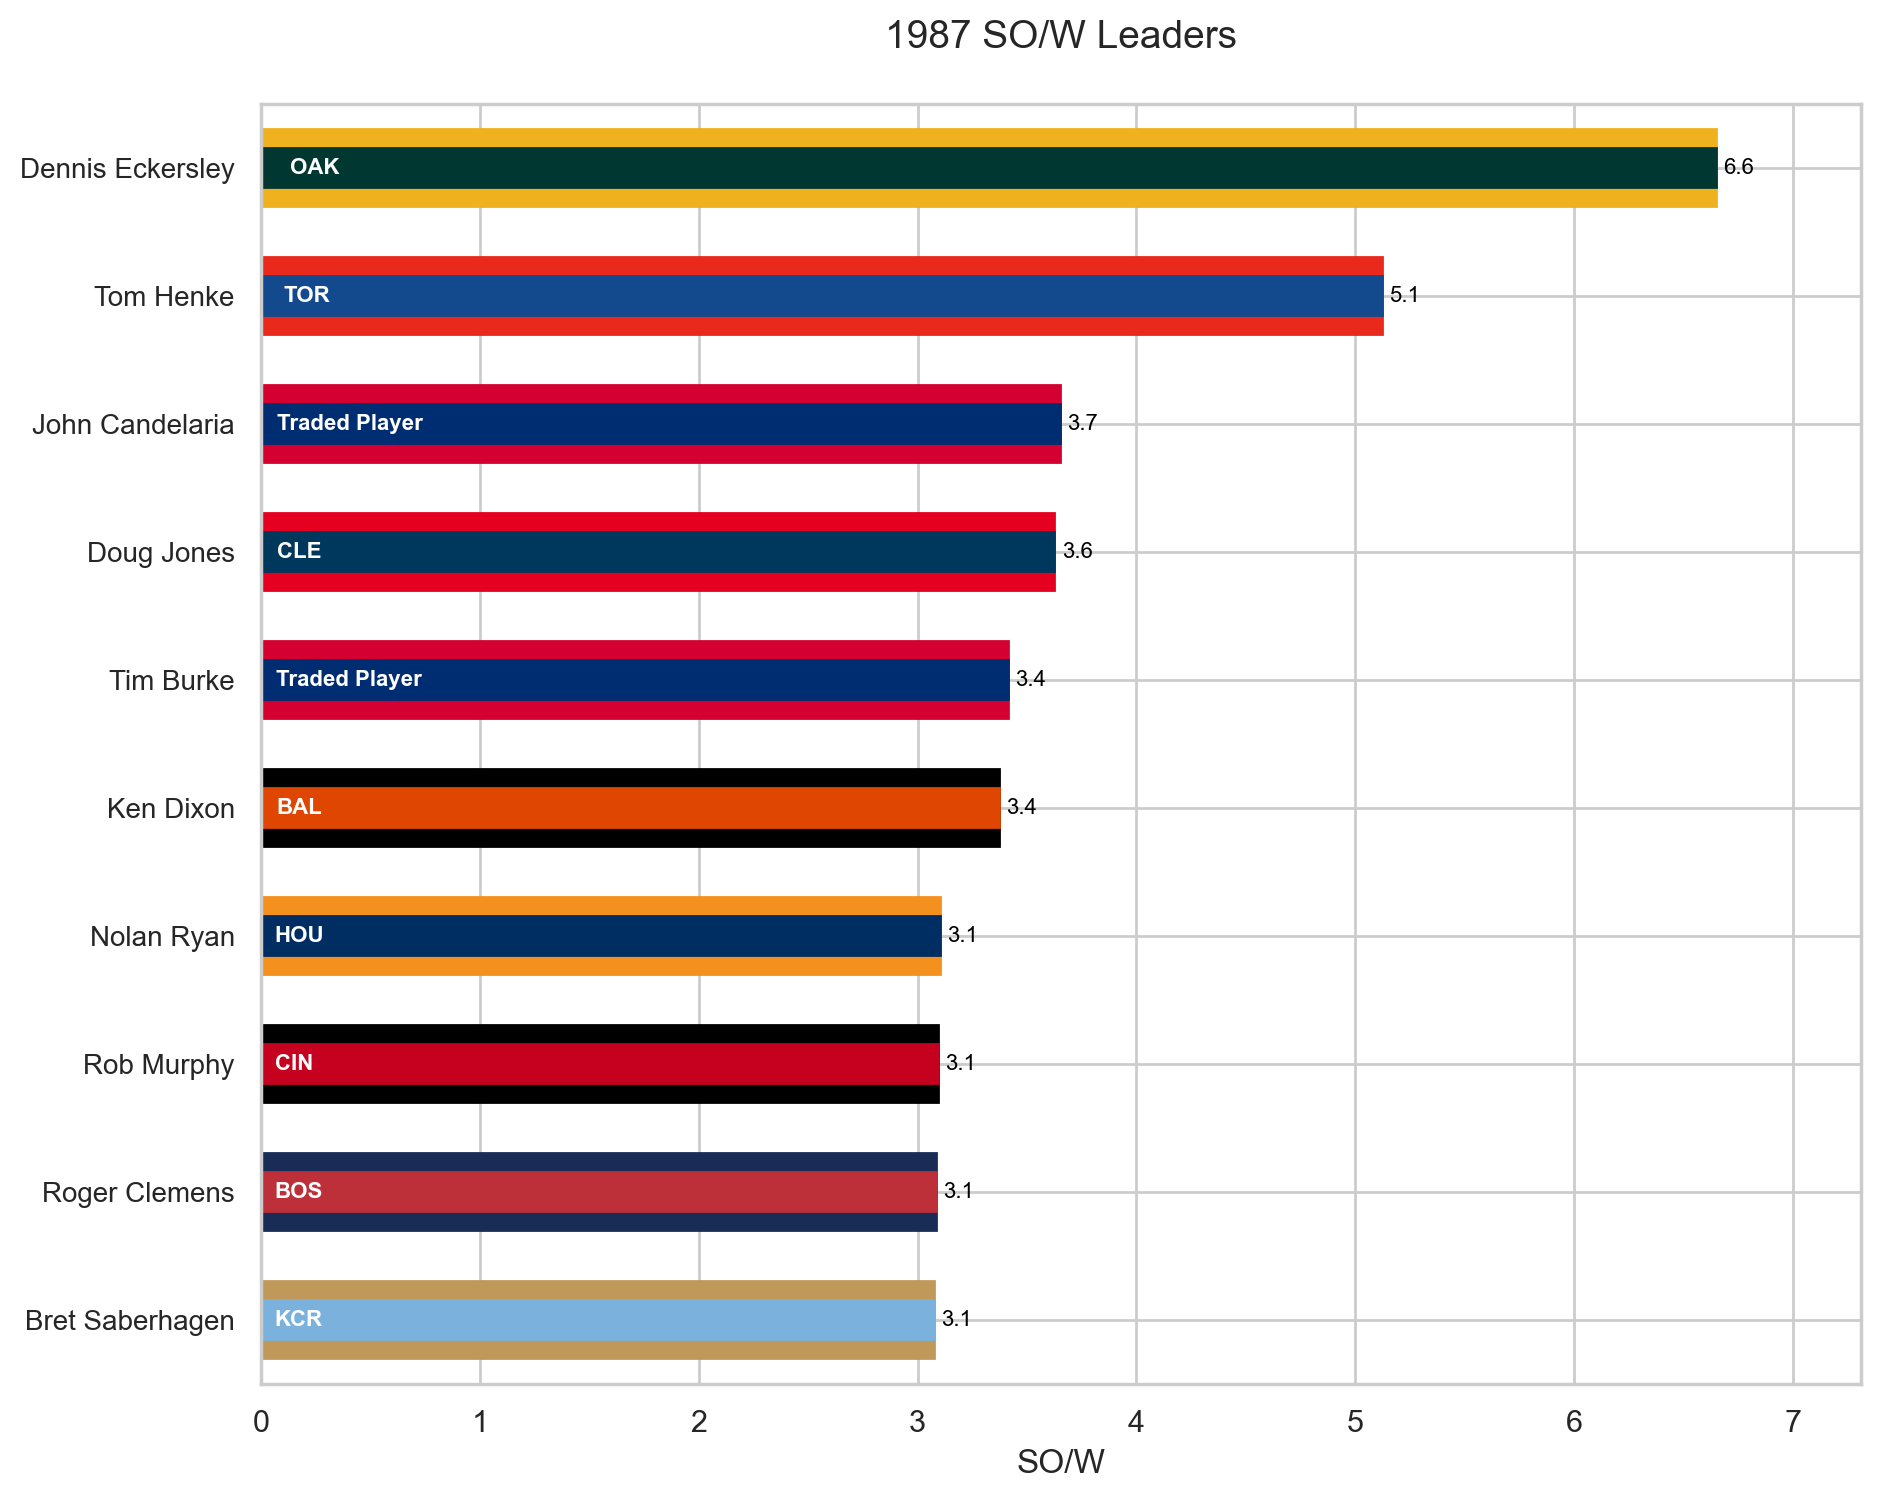 1987 SO/W Leaders
Dennis Eckersley OAK 6.6
Tom Henke TOR 5.1
John Candelaria Traded Player 3.7
Doug Jones CLE 3.6
Tim Burke Traded Player 3.4
Ken Dixon BAL 3.4
Nolan Ryan HOU 3.1
Rob Murphy CIN 3.1
Roger Clemens BOS 3.1
Bret Saberhagen KCR 3.1
0 1 2 3 4 5 6 7
SO/W